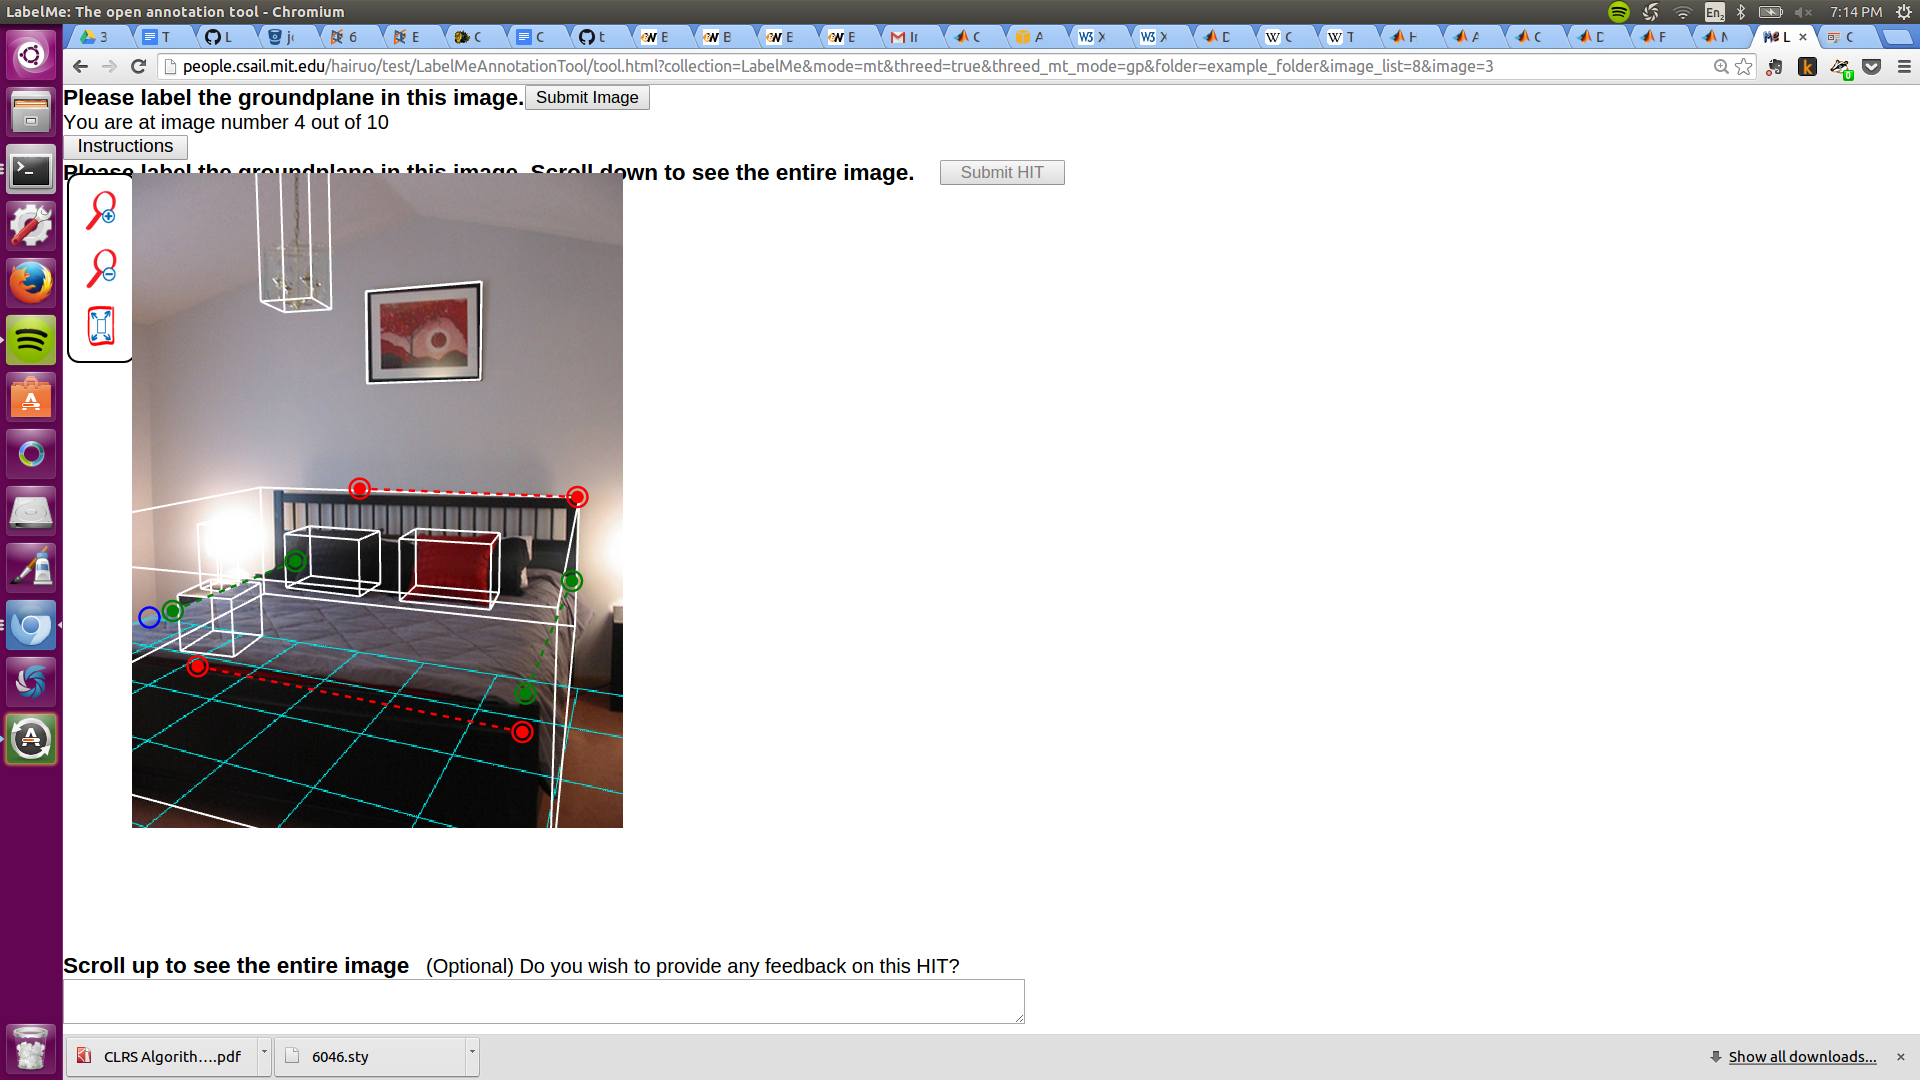 LabelMe: The open annotation tool - Chromium
En2
7:14 PM
3 T L j 6 E C C t E B E E Ir C A X X D C T H A C D F N L × C
people.csail.mit.edu/hairuo/test/LabelMeAnnotationTool/tool.html?collection=LabelMe&mode=mt&threed=true&threed_mt_mode=gp&folder=example_folder&image_list=8&image=3
Please label the groundplane in this image. Submit Image
You are at image number 4 out of 10
Instructions
Please label the groundplane in this image. Scroll down to see the entire image. Submit HIT
Scroll up to see the entire image (Optional) Do you wish to provide any feedback on this HIT?
CLRS Algorith....pdf 6046.sty Show all downloads... ×